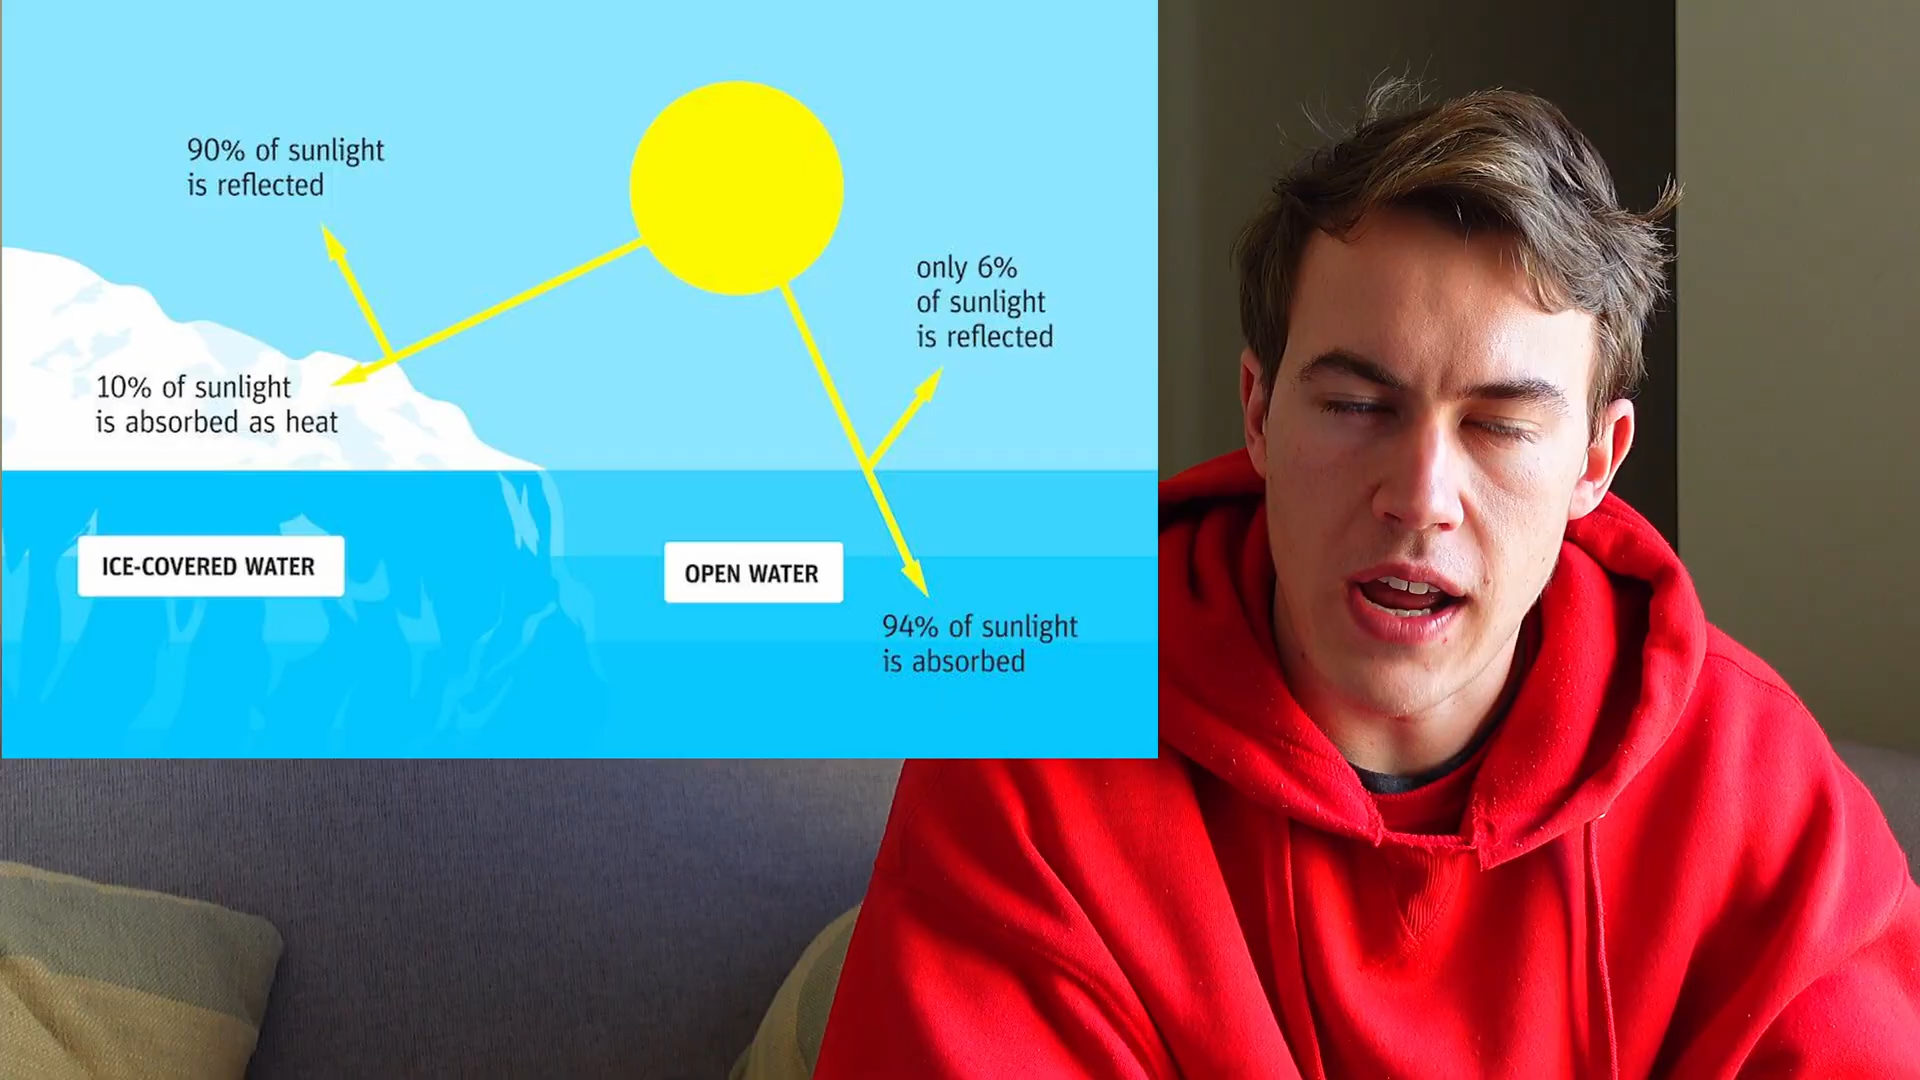 90% of sunlight
is reflected
only 6%
of sunlight
is reflected
10% of sunlight
is absorbed as heat
ICE-COVERED WATER
OPEN WATER
94% of sunlight
is absorbed